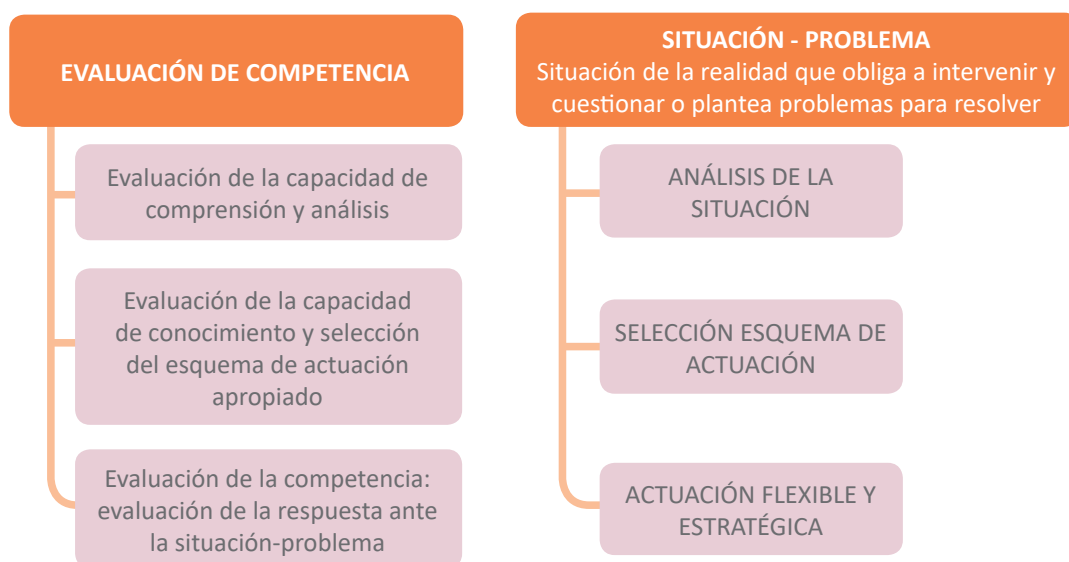 EVALUACIÓN DE COMPETENCIA
Evaluación de la capacidad de
comprensión y análisis
Evaluación de la capacidad
de conocimiento y selección
del esquema de actuación
apropiado
Evaluación de la competencia:
evaluación de la respuesta ante
la situación-problema
SITUACIÓN - PROBLEMA
Situación de la realidad que obliga a intervenir y
cuestionar o plantea problemas para resolver
ANÁLISIS DE LA
SITUACIÓN
SELECCIÓN ESQUEMA DE
ACTUACIÓN
ACTUACIÓN FLEXIBLE Y
ESTRATÉGICA